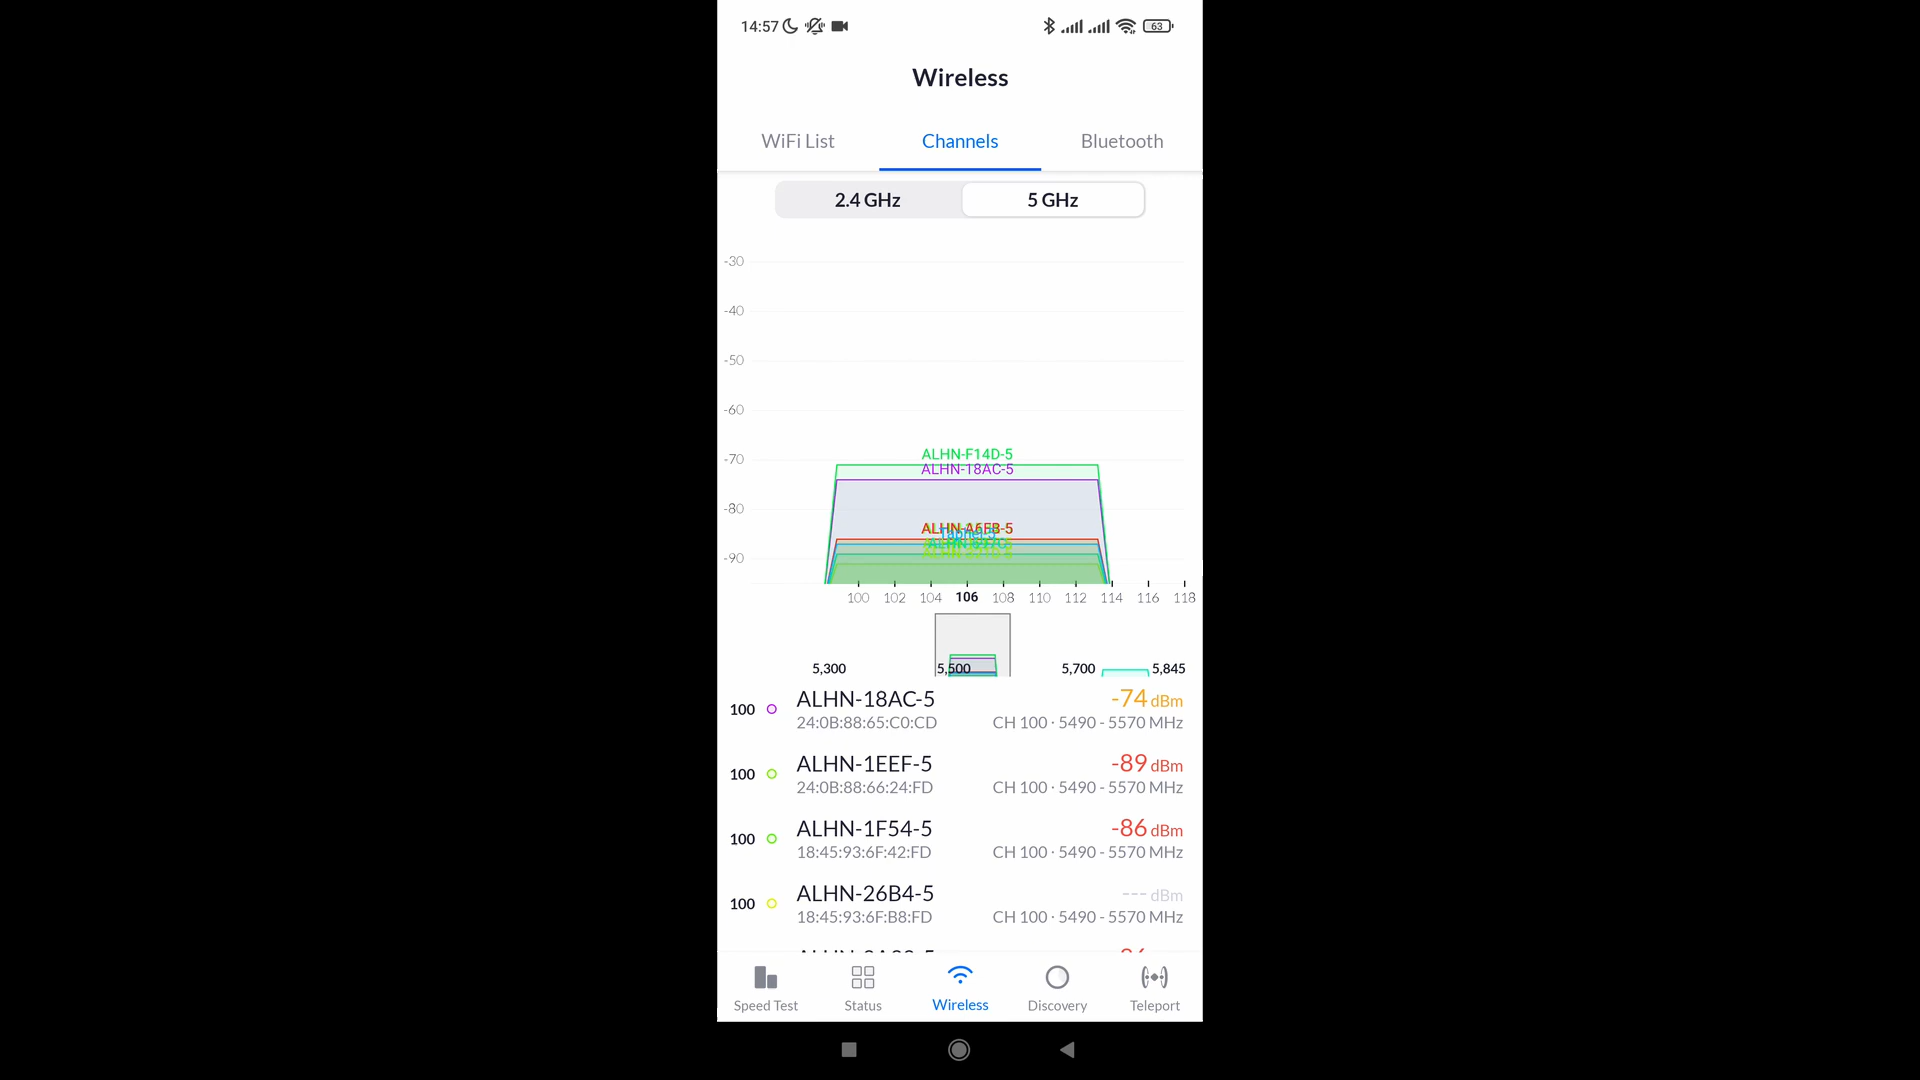 14:57
63
Wireless
WiFi List Channels Bluetooth
2.4 GHz 5 GHz
-30
-40
-50
-60
-70
-80
-90
ALHN-F14D-5
ALHN-18AC-5
ALHN-A6FB-5
100 102 104 106 108 110 112 114 116 118
5,300 5,500 5,700 5,845
100 ALHN-18AC-5 -74 dBm
24:0B:88:65:C0:CD CH 100 · 5490 - 5570 MHz
100 ALHN-1EEF-5 -89 dBm
24:0B:88:66:24:FD CH 100 · 5490 - 5570 MHz
100 ALHN-1F54-5 -86 dBm
18:45:93:6F:42:FD CH 100 · 5490 - 5570 MHz
100 ALHN-26B4-5 --- dBm
18:45:93:6F:B8:FD CH 100 · 5490 - 5570 MHz
Speed Test Status Wireless Discovery Teleport